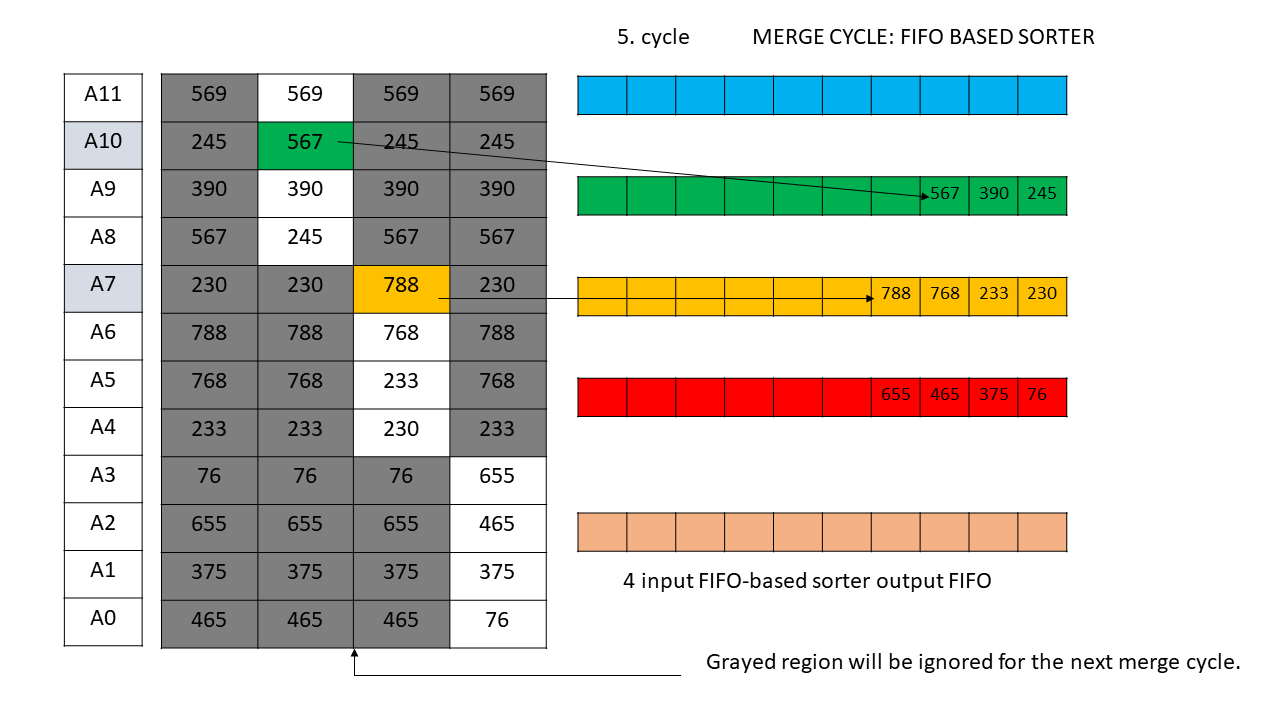 5. cycle MERGE CYCLE: FIFO BASED SORTER
A11 569 569 569 569
A10 245 567 245 245
A9 390 390 390 390
567 390 245
A8 567 245 567 567
A7 230 230 788 230
788 768 233 230
A6 788 788 768 788
A5 768 768 233 768
655 465 375 76
A4 233 233 230 233
A3 76 76 76 655
A2 655 655 655 465
A1 375 375 375 375
4 input FIFO-based sorter output FIFO
A0 465 465 465 76
Grayed region will be ignored for the next merge cycle.